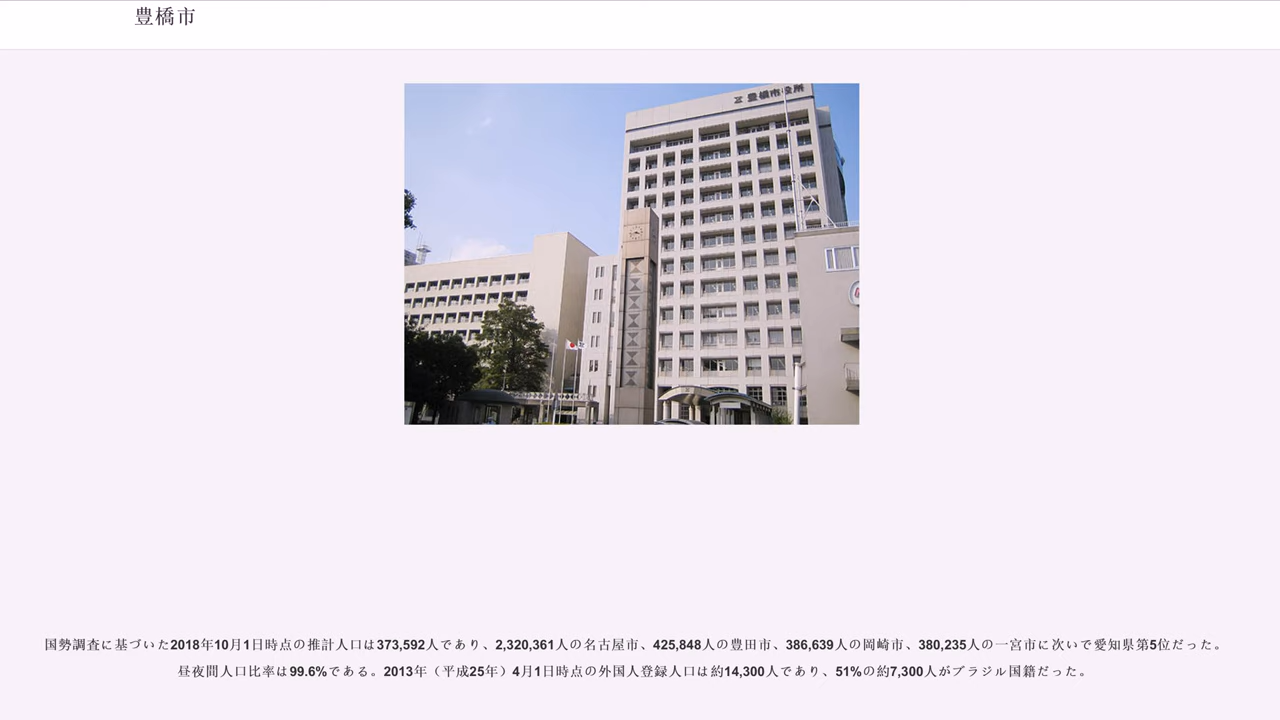 豊橋市
豊橋市役所
国勢調査に基づいた2018年10月1日時点の推計人口は373,592人であり、2,320,361人の名古屋市、425,848人の豊田市、386,639人の岡崎市、380,235人の一宮市に次いで愛知県第5位だった。
昼夜間人口比率は99.6%である。2013年（平成25年）4月1日時点の外国人登録人口は約14,300人であり、51%の約7,300人がブラジル国籍だった。